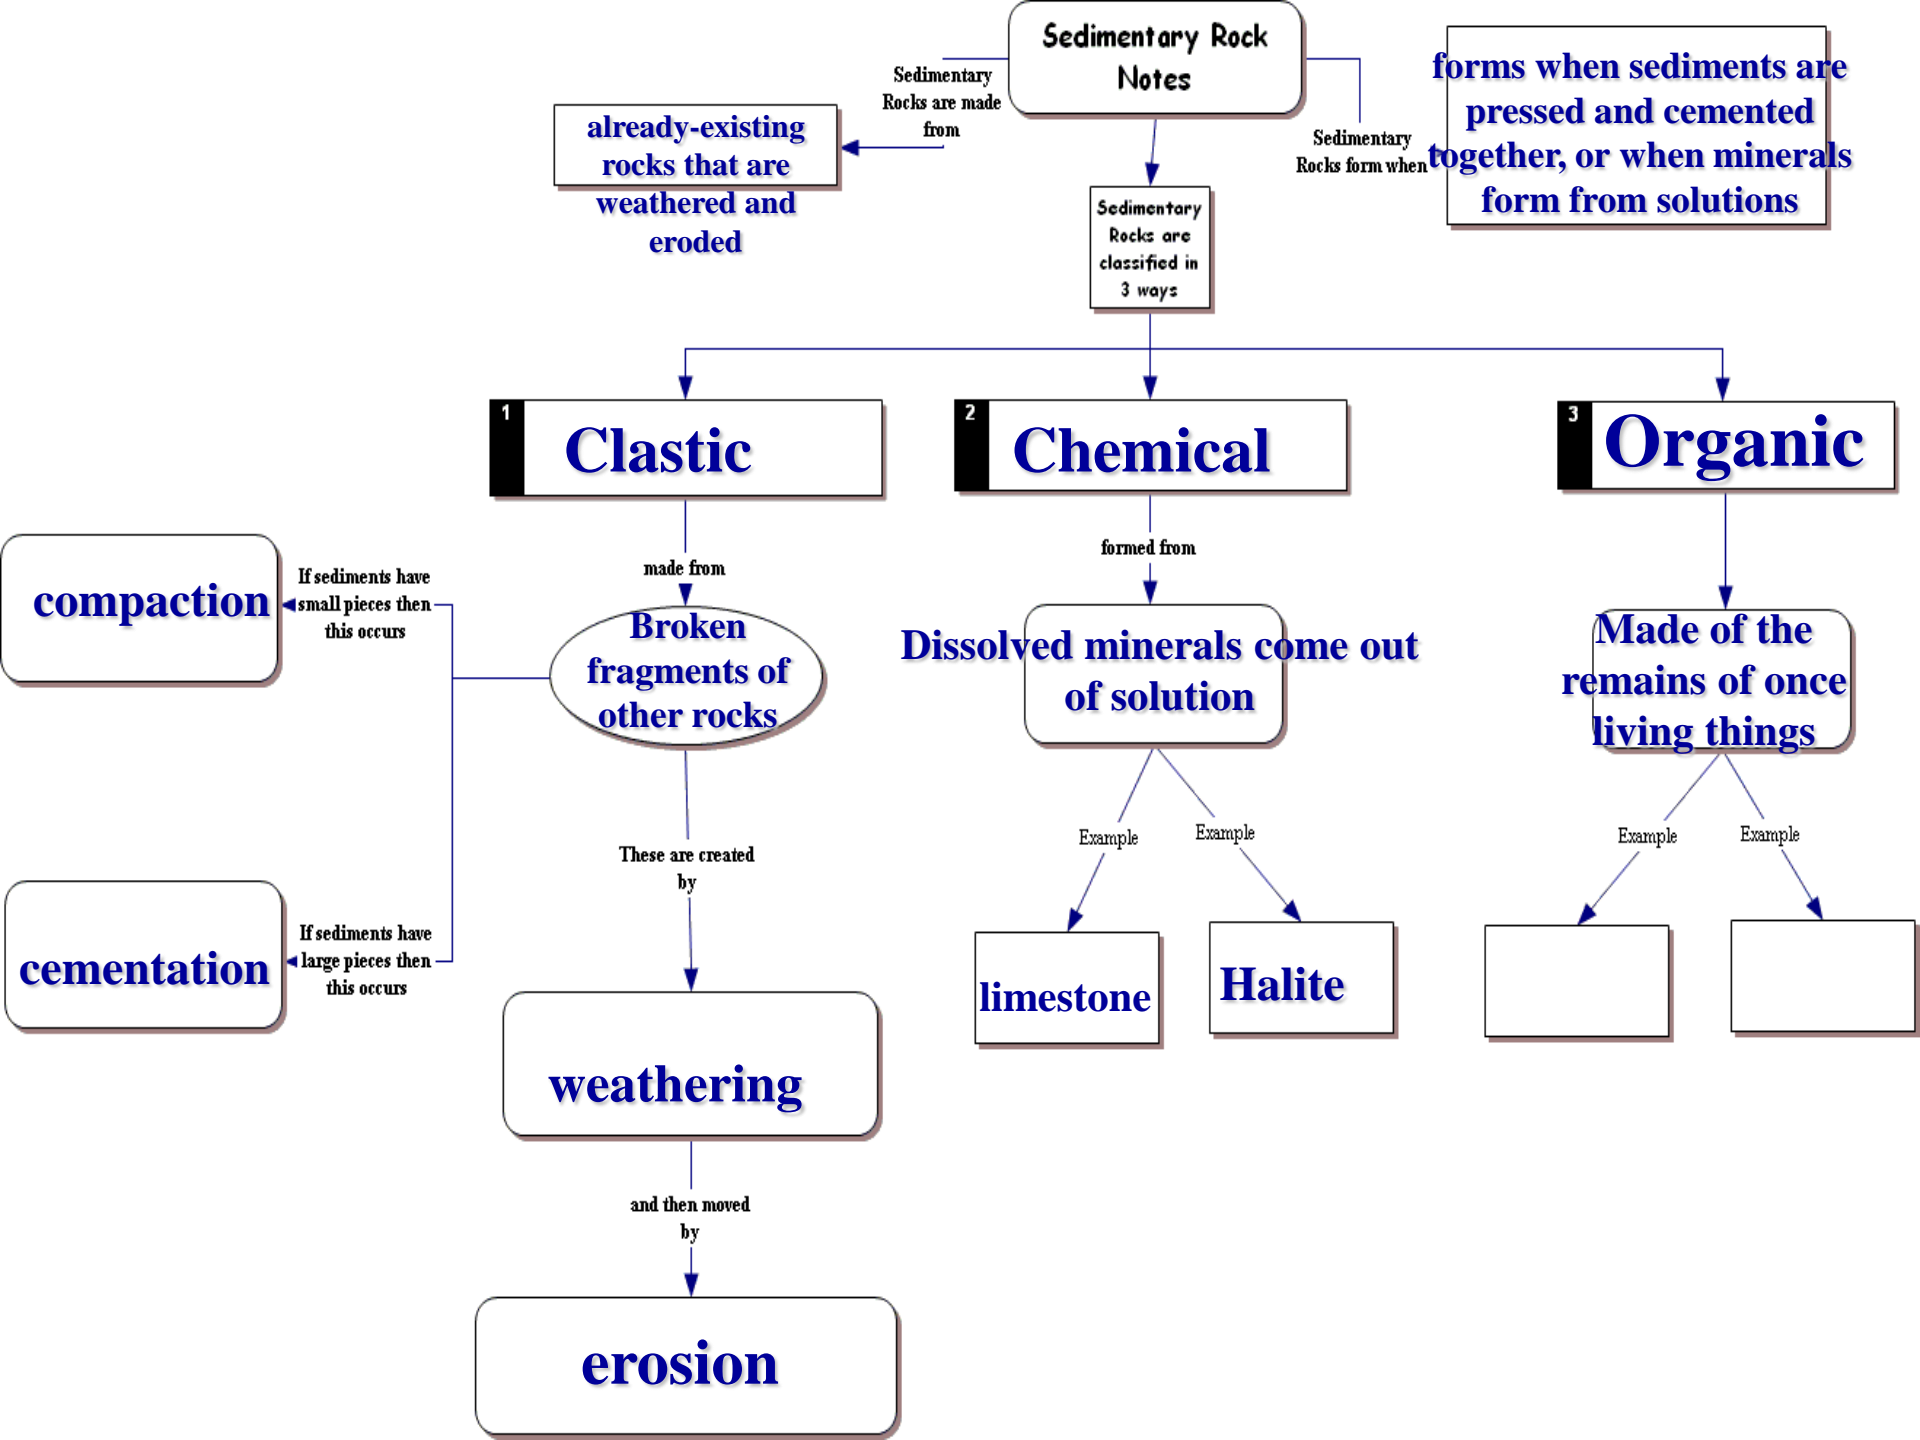 Sedimentary Rock
Notes
Sedimentary
Rocks are made
from
already-existing
rocks that are
weathered and
eroded
Sedimentary
Rocks form when
forms when sediments are
pressed and cemented
together, or when minerals
form from solutions
Sedimentary
Rocks are
classified in
3 ways
1
Clastic
2
Chemical
3
Organic
made from
Broken
fragments of
other rocks
If sediments have
small pieces then
this occurs
compaction
If sediments have
large pieces then
this occurs
cementation
These are created
by
weathering
and then moved
by
erosion
formed from
Dissolved minerals come out
of solution
Example
Example
limestone
Halite
Made of the
remains of once
living things
Example
Example